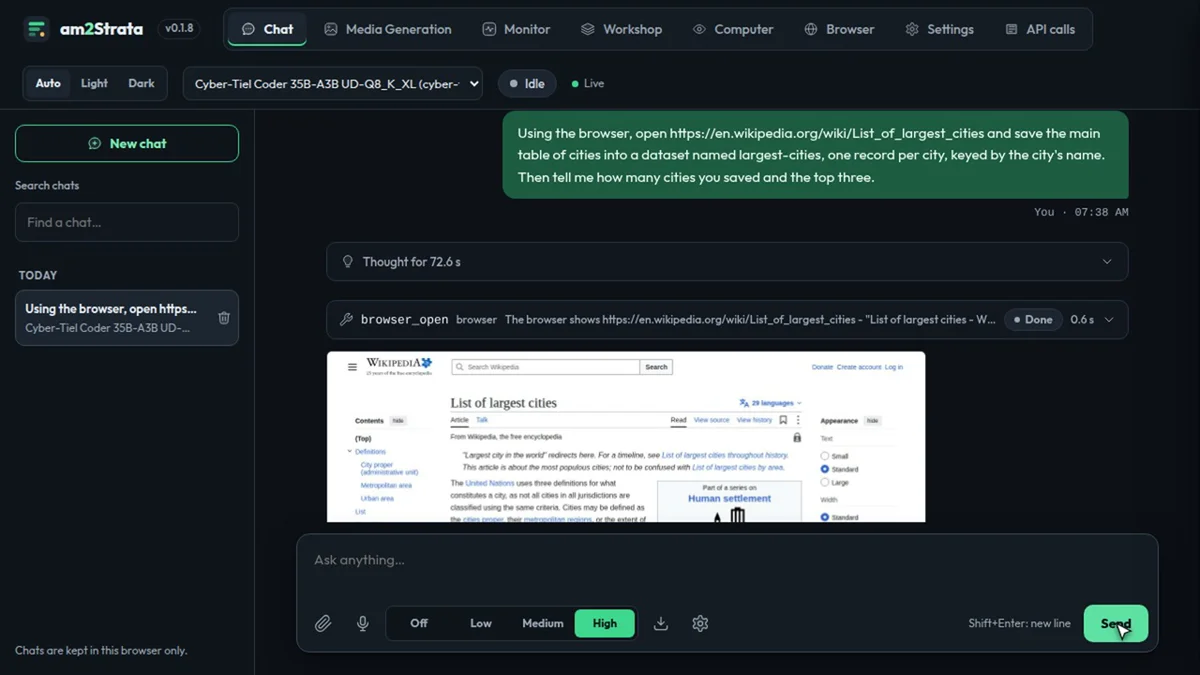 am2Strata v0.1.8 Chat Media Generation Monitor Workshop Computer Browser Settings API calls
Auto Light Dark Cyber-Tiel Coder 35B-A3B UD-Q8_K_XL (cyber- Idle Live
New chat
Search chats
Find a chat...
TODAY
Using the browser, open https...
Cyber-Tiel Coder 35B-A3B UD-...
Chats are kept in this browser only.
Using the browser, open https://en.wikipedia.org/wiki/List_of_largest_cities and save the main
table of cities into a dataset named largest-cities, one record per city, keyed by the city's name.
Then tell me how many cities you saved and the top three.
You · 07:38 AM
Thought for 72.6 s
browser_open browser The browser shows https://en.wikipedia.org/wiki/List_of_largest_cities - "List of largest cities - W... Done 0.6 s
WIKIPEDIA Search Wikipedia Search Donate Create account Log in
Contents hide
(Top)
Definitions
City proper
(administrative unit)
Metropolitan area
Urban area
List
List of largest cities 29 languages
Article Talk Read View source View history
From Wikipedia, the free encyclopedia
"Largest city in the world" redirects here. For a timeline, see List of largest cities throughout history.
This article is about the most populous cities; not to be confused with List of largest cities by area.
The United Nations uses three definitions for what
constitutes a city, as not all cities in all jurisdictions are
classified using the same criteria. Cities may be defined as
the cities proper, their metropolitan regions, or the extent of
Part of a series on
Human settlement
Appearance hide
Text
Small
Standard
Large
Width
Standard
Ask anything...
Off Low Medium High Shift+Enter: new line Send